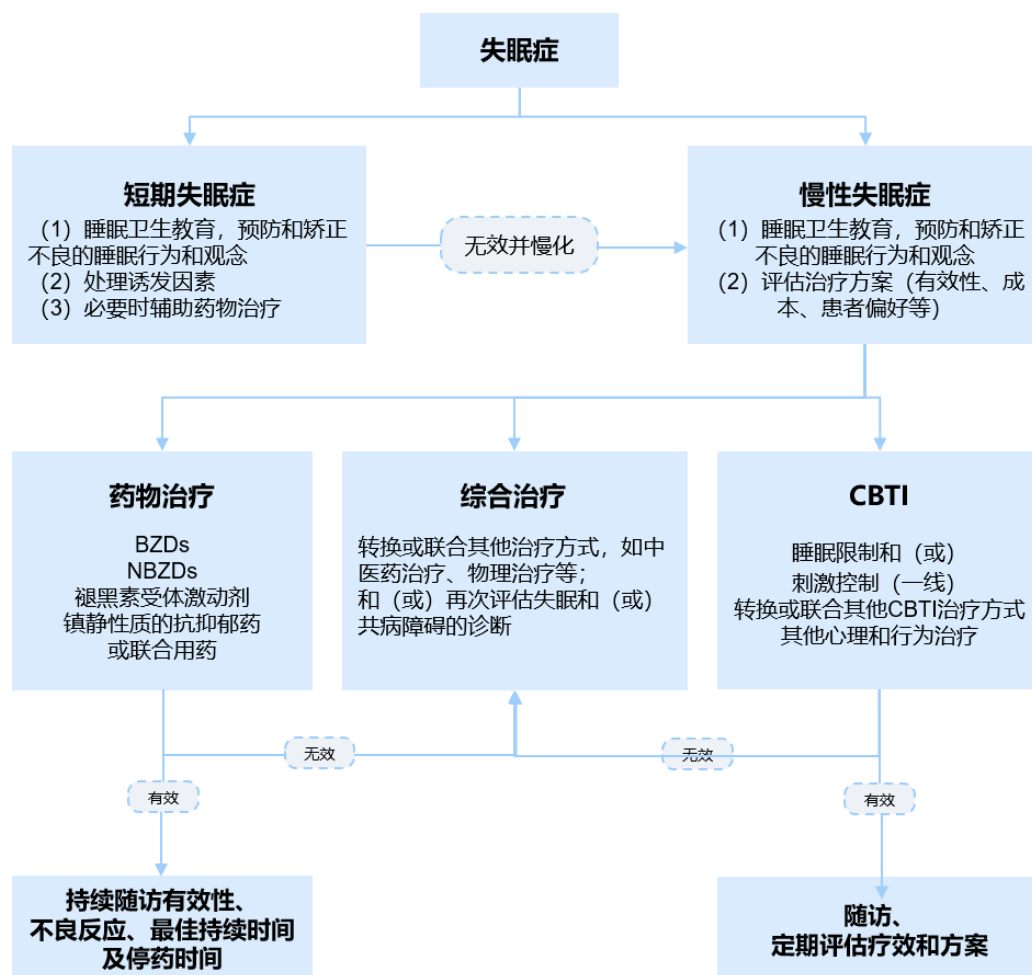 失眠症
短期失眠症
（1）睡眠卫生教育，预防和矫正
不良的睡眠行为和观念
（2）处理诱发因素
（3）必要时辅助药物治疗
无效并慢化
慢性失眠症
（1）睡眠卫生教育，预防和矫正
不良的睡眠行为和观念
（2）评估治疗方案（有效性、成
本、患者偏好等）
药物治疗
BZDs
NBZDs
褪黑素受体激动剂
镇静性质的抗抑郁药
或联合用药
综合治疗
转换或联合其他治疗方式，如中
医药治疗、物理治疗等；
和（或）再次评估失眠和（或）
共病障碍的诊断
CBTI
睡眠限制和（或）
刺激控制（一线）
转换或联合其他CBTI治疗方式
其他心理和行为治疗
无效
无效
有效
有效
持续随访有效性、
不良反应、最佳持续时间
及停药时间
随访、
定期评估疗效和方案